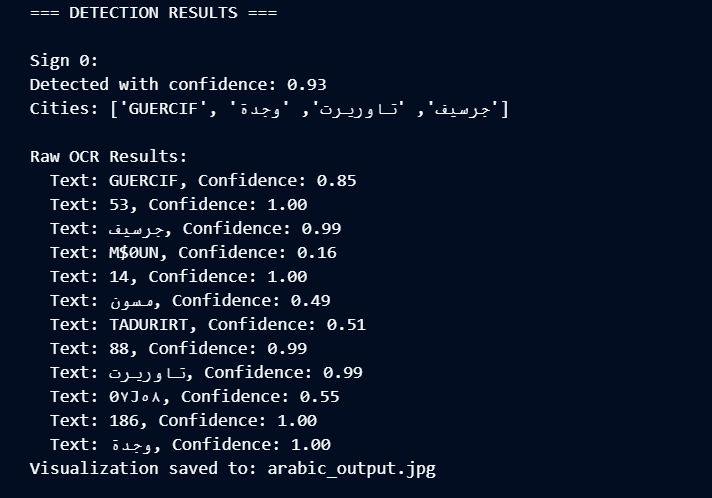 === DETECTION RESULTS ===
Sign 0:
Detected with confidence: 0.93
Cities: ['GUERCIF', 'جرسيف', 'تاوريرت', 'وجدة']
Raw OCR Results:
Text: GUERCIF, Confidence: 0.85
Text: 53, Confidence: 1.00
Text: جرسيف, Confidence: 0.99
Text: M$0UN, Confidence: 0.16
Text: 14, Confidence: 1.00
Text: مسون, Confidence: 0.49
Text: TADURIRT, Confidence: 0.51
Text: 88, Confidence: 0.99
Text: تاوريرت, Confidence: 0.99
Text: 0٧J٥٨, Confidence: 0.55
Text: 186, Confidence: 1.00
Text: وجدة, Confidence: 1.00
Visualization saved to: arabic_output.jpg